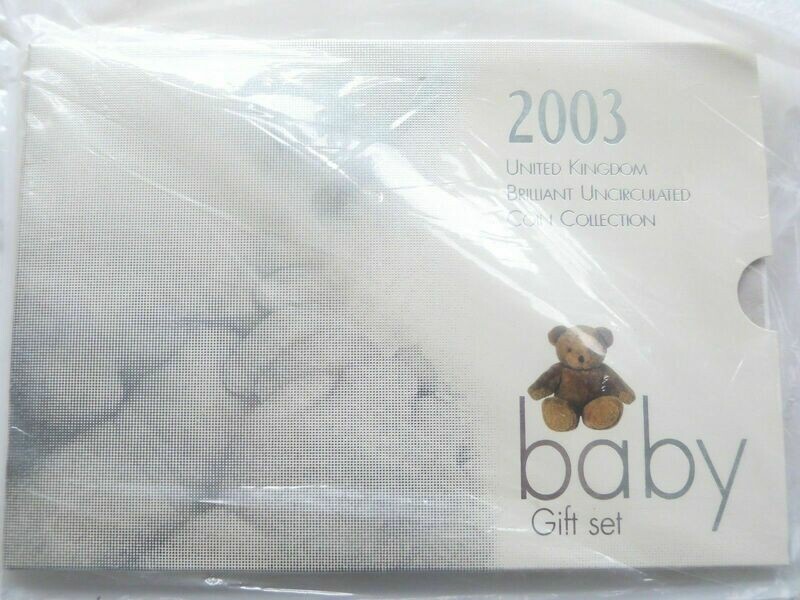 2003
United Kingdom
Brilliant Uncirculated
Coin Collection
baby
Gift set